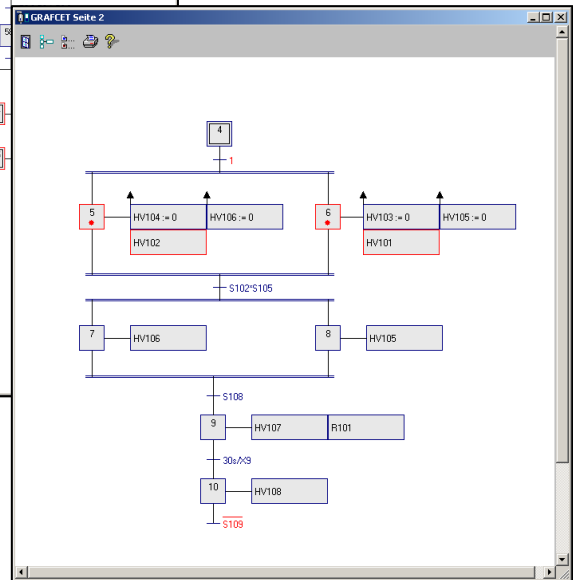 58
GRAFCET Seite 2
4
1
5
HV104 := 0
HV106 := 0
HV102
6
HV103 := 0
HV105 := 0
HV101
S102*S105
7
HV106
8
HV105
S108
9
HV107
R101
30s/X9
10
HV108
S109